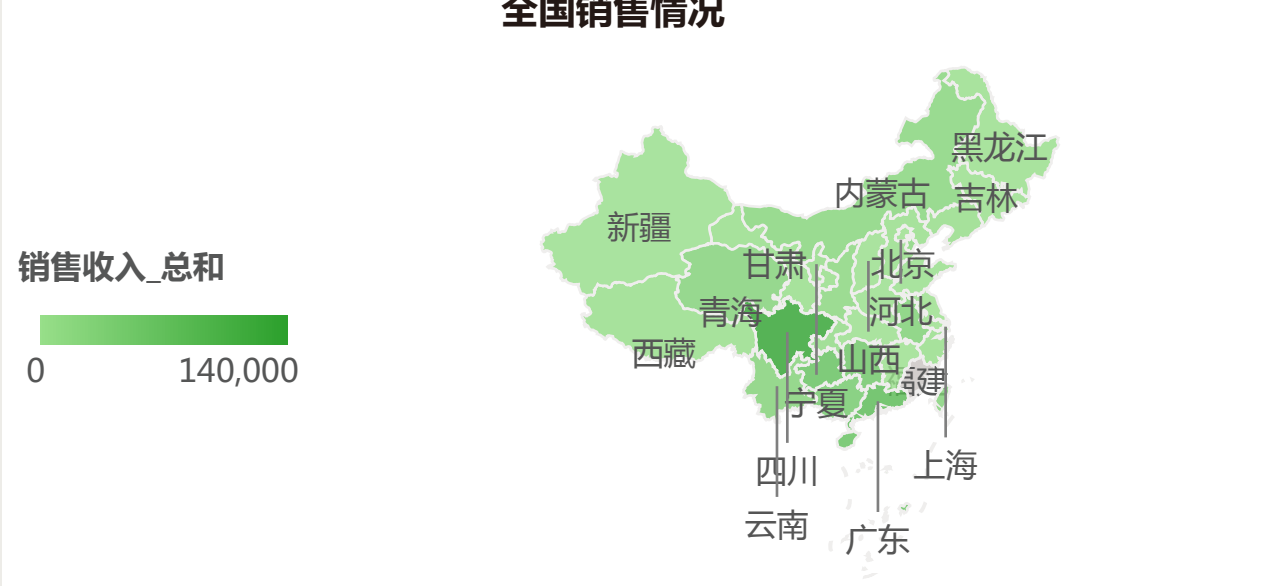 全国销售情况
黑龙江
内蒙古
吉林
新疆
甘肃
北京
销售收入_总和
青海
河北
西藏
山西
0
140,000
建
宁夏
四川
上海
云南
广东